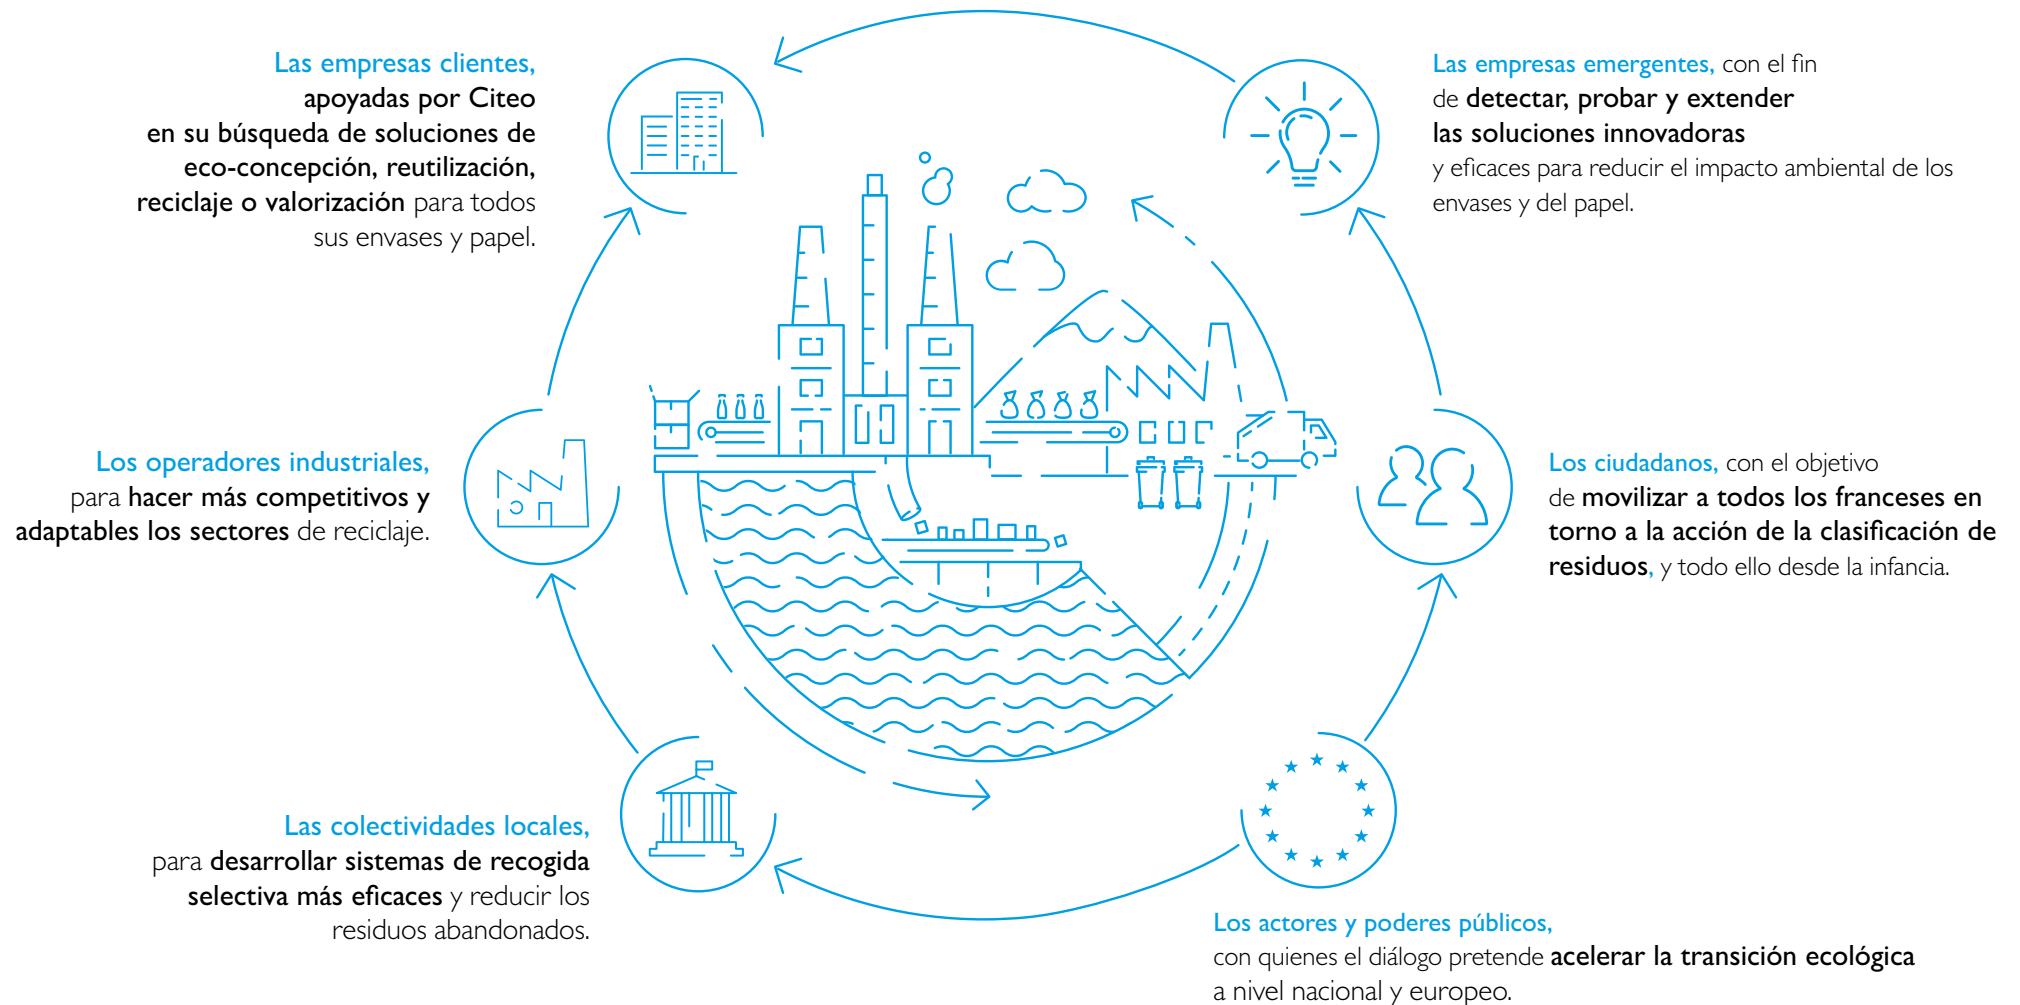 Las empresas clientes,
apoyadas por Citeo
en su búsqueda de soluciones de
eco-concepción, reutilización,
reciclaje o valorización para todos
sus envases y papel.
Las empresas emergentes, con el fin
de detectar, probar y extender
las soluciones innovadoras
y eficaces para reducir el impacto ambiental de los
envases y del papel.
Los operadores industriales,
para hacer más competitivos y
adaptables los sectores de reciclaje.
Los ciudadanos, con el objetivo
de movilizar a todos los franceses en
torno a la acción de la clasificación de
residuos, y todo ello desde la infancia.
Las colectividades locales,
para desarrollar sistemas de recogida
selectiva más eficaces y reducir los
residuos abandonados.
Los actores y poderes públicos,
con quienes el diálogo pretende acelerar la transición ecológica
a nivel nacional y europeo.